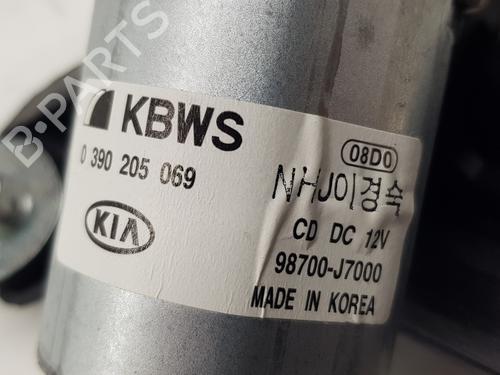 B-PARTS
KBWS
0 390 205 069
08D0
NHJ이경숙
KIA
CD DC 12V
98700-J7000
MADE IN KOREA